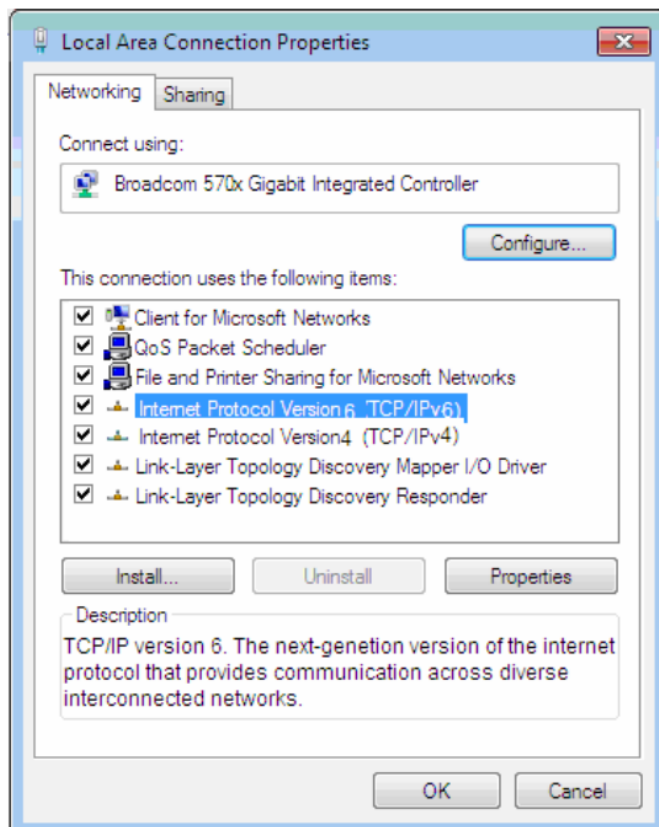 Local Area Connection Properties
Networking
Sharing
Connect using:
Broadcom 570x Gigabit Integrated Controller
Configure...
This connection uses the following items:
Client for Microsoft Networks
QoS Packet Scheduler
File and Printer Sharing for Microsoft Networks
Internet Protocol Version 6 (TCP/IPv6)
Internet Protocol Version4 (TCP/IPv4)
Link-Layer Topology Discovery Mapper I/O Driver
Link-Layer Topology Discovery Responder
Install...
Uninstall
Properties
Description
TCP/IP version 6. The next-genetion version of the internet
protocol that provides communication across diverse
interconnected networks.
OK
Cancel